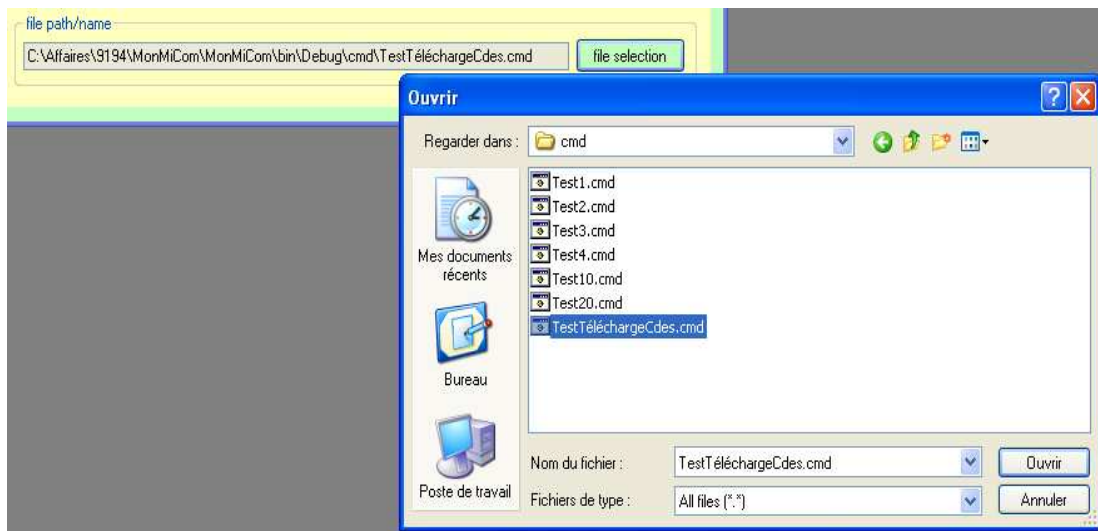 file path/name
C:\Affaires\9194\MonMiCom\MonMiCom\bin\Debug\cmd\TestTéléchargeCdes.cmd
file selection
Ouvrir
Regarder dans :
cmd
Test1.cmd
Test2.cmd
Test3.cmd
Test4.cmd
Test10.cmd
Test20.cmd
TestTéléchargeCdes.cmd
Mes documents
récents
Bureau
Poste de travail
Nom du fichier :
TestTéléchargeCdes.cmd
Ouvrir
Fichiers de type :
All files (*.*)
Annuler